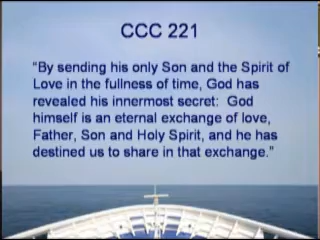 CCC 221
"By sending his only Son and the Spirit of
Love in the fullness of time, God has
revealed his innermost secret:  God
himself is an eternal exchange of love,
Father, Son and Holy Spirit, and he has
destined us to share in that exchange."